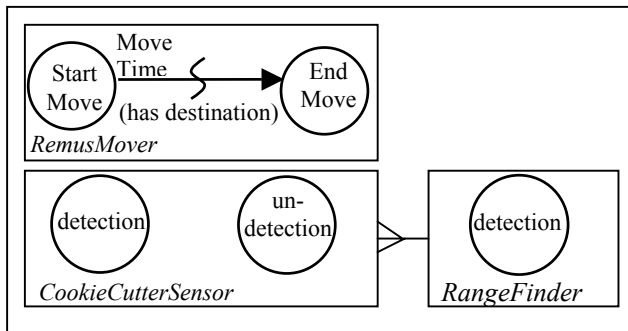 Move
Time
Start
Move
End
Move
(has destination)
RemusMover
detection
un-
detection
CookieCutterSensor
detection
RangeFinder